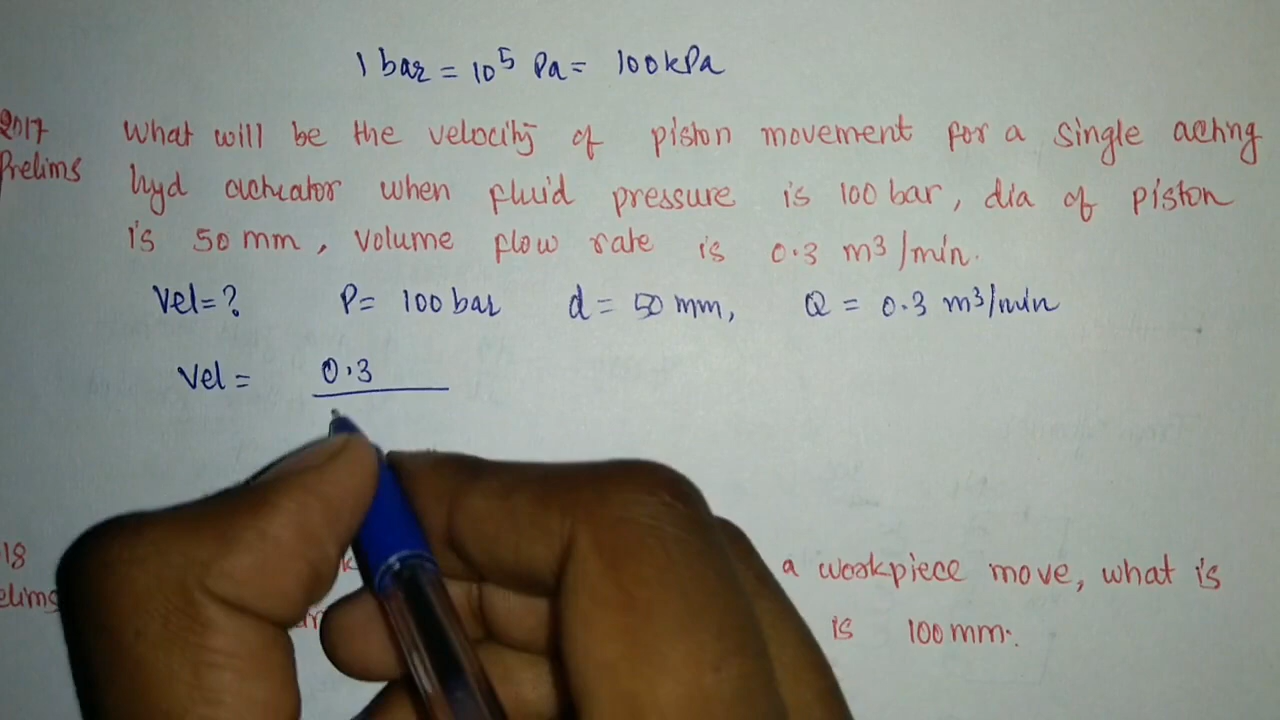 1 bar = 10⁵ Pa = 100kPa
2017 Prelims
What will be the velocity of piston movement for a single acting
hyd actuator when fluid pressure is 100 bar, dia of piston
is 50 mm, volume flow rate is 0.3 m³/min.
Vel=? P= 100 bar d = 50 mm, Q = 0.3 m³/min
Vel = 0.3
18
a workpiece move, what is
is 100mm.